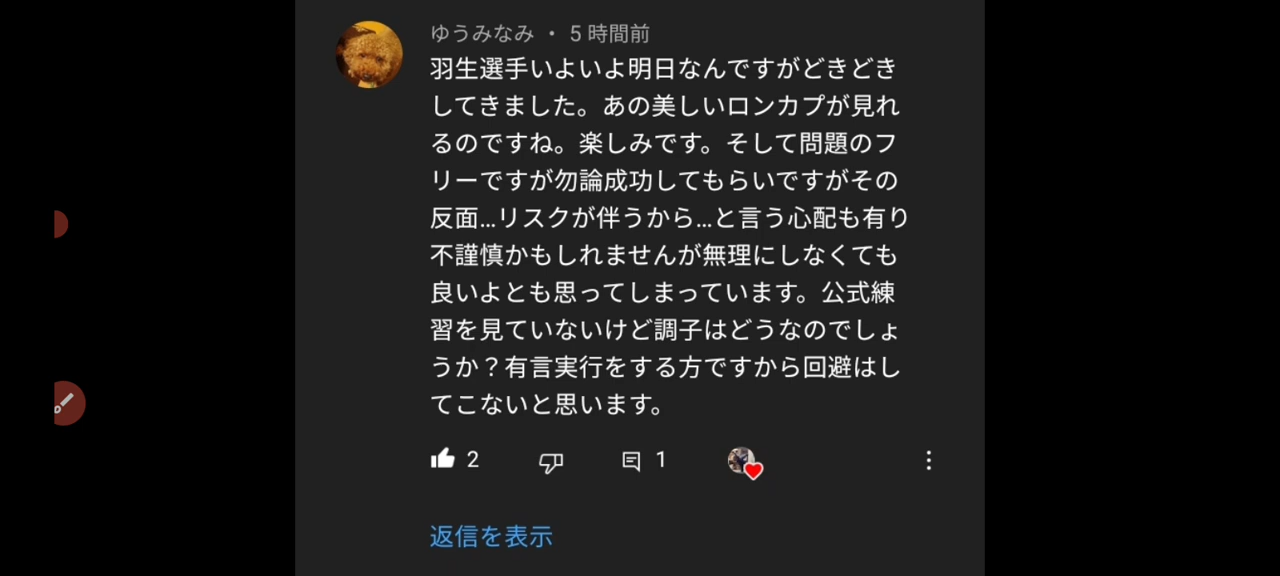 ゆうみなみ ・ 5 時間前
羽生選手いよいよ明日なんですがどきどき
してきました。あの美しいロンカプが見れ
るのですね。楽しみです。そして問題のフ
リーですが勿論成功してもらいですがその
反面...リスクが伴うから...と言う心配も有り
不謹慎かもしれませんが無理にしなくても
良いよとも思ってしまっています。公式練
習を見ていないけど調子はどうなのでしょ
うか？有言実行をする方ですから回避はし
てこないと思います。
2 1
返信を表示